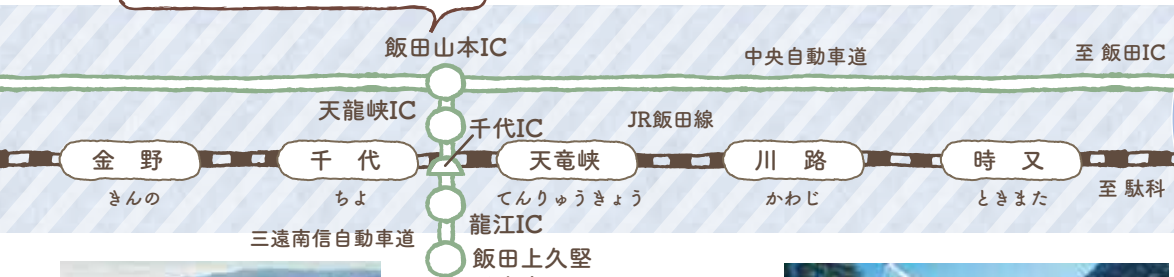 飯田山本IC
中央自動車道
至 飯田IC
天龍峡IC
千代IC
JR飯田線
金野
千代
天竜峡
川路
時又
きんの
ちよ
てんりゅうきょう
かわじ
ときまた
至 駄科
龍江IC
三遠南信自動車道
飯田上久堅